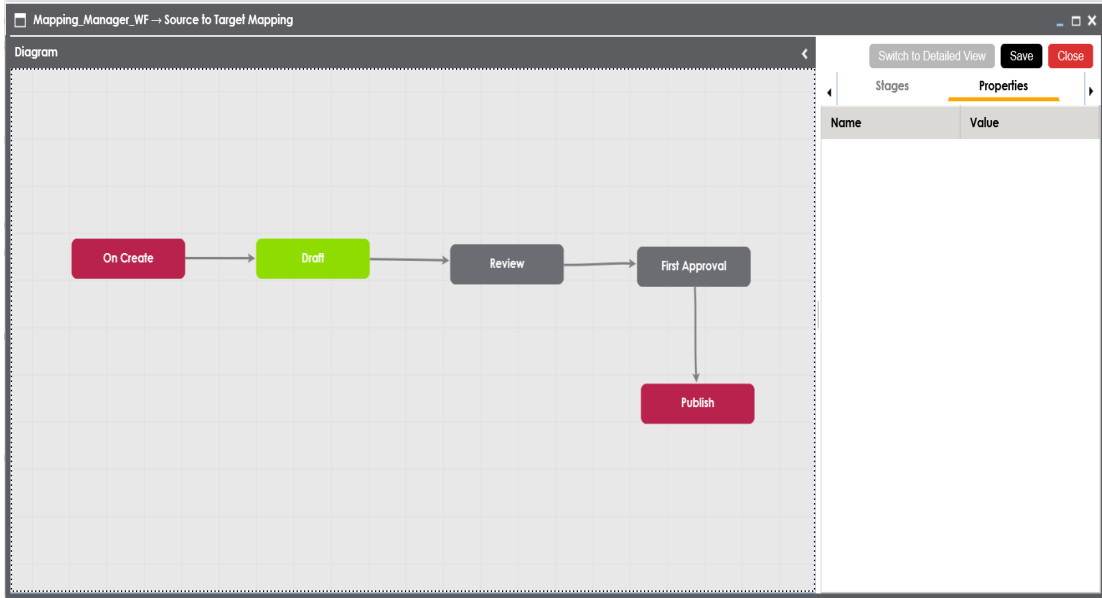 Mapping_Manager_WF → Source to Target Mapping
Diagram
Switch to Detailed View Save Close
Stages Properties
Name Value
On Create Draft Review First Approval
Publish